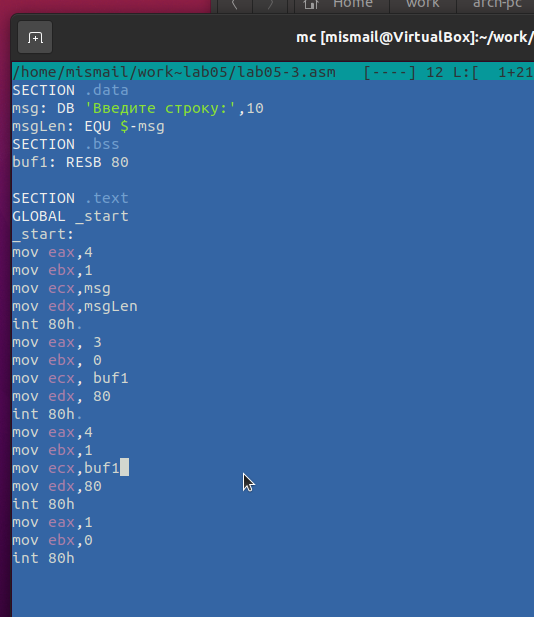 Home work arch-pc
mc [mismail@VirtualBox]:~/work/
/home/mismail/work~lab05/lab05-3.asm [----] 12 L:[ 1+21
SECTION .data
msg: DB 'Введите строку:',10
msgLen: EQU $-msg
SECTION .bss
buf1: RESB 80
SECTION .text
GLOBAL _start
_start:
mov eax,4
mov ebx,1
mov ecx,msg
mov edx,msgLen
int 80h.
mov eax, 3
mov ebx, 0
mov ecx, buf1
mov edx, 80
int 80h.
mov eax,4
mov ebx,1
mov ecx,buf1
mov edx,80
int 80h
mov eax,1
mov ebx,0
int 80h